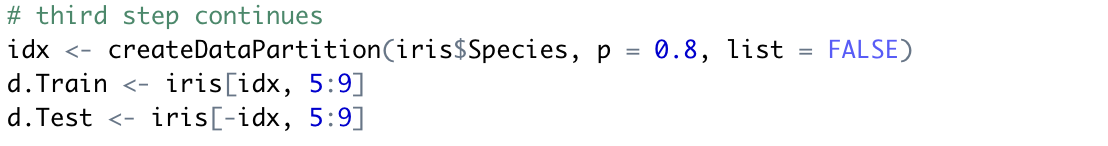 # third step continues
idx <- createDataPartition(iris$Species, p = 0.8, list = FALSE)
d.Train <- iris[idx, 5:9]
d.Test <- iris[-idx, 5:9]